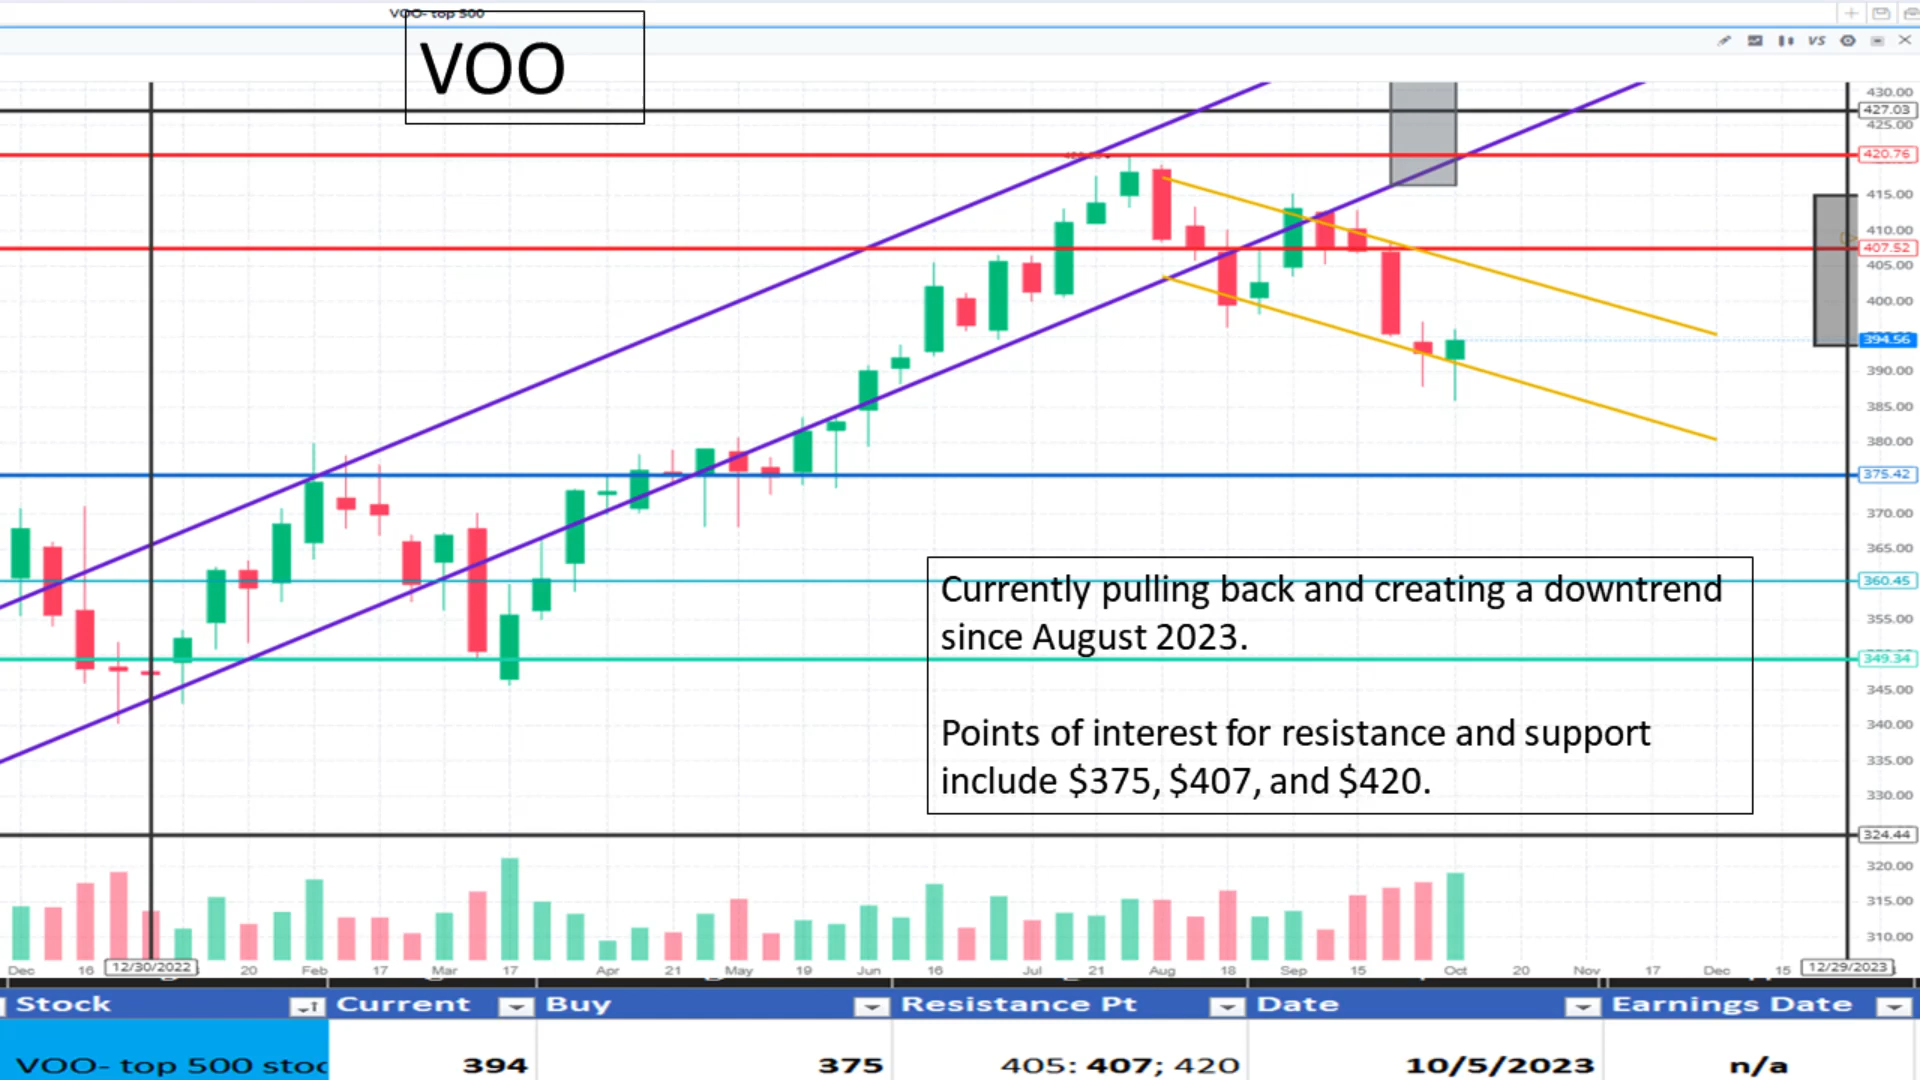 VOO- top 500
VOO
VS
430.00
427.03
425.00
420.76
415.00
410.00
407.52
405.00
400.00
394.56
390.00
385.00
380.00
375.42
370.00
365.00
360.45
355.00
349.34
345.00
340.00
335.00
330.00
324.44
320.00
315.00
310.00
Currently pulling back and creating a downtrend
since August 2023.
Points of interest for resistance and support
include $375, $407, and $420.
Dec 16 12/30/2022 20 Feb 17 Mar 17 Apr 21 May 19 Jun 16 Jul 21 Aug 18 Sep 15 Oct 20 Nov 17 Dec 15 12/29/2023
Stock Current Buy Resistance Pt Date Earnings Date
VOO- top 500 stoc 394 375 405: 407; 420 10/5/2023 n/a